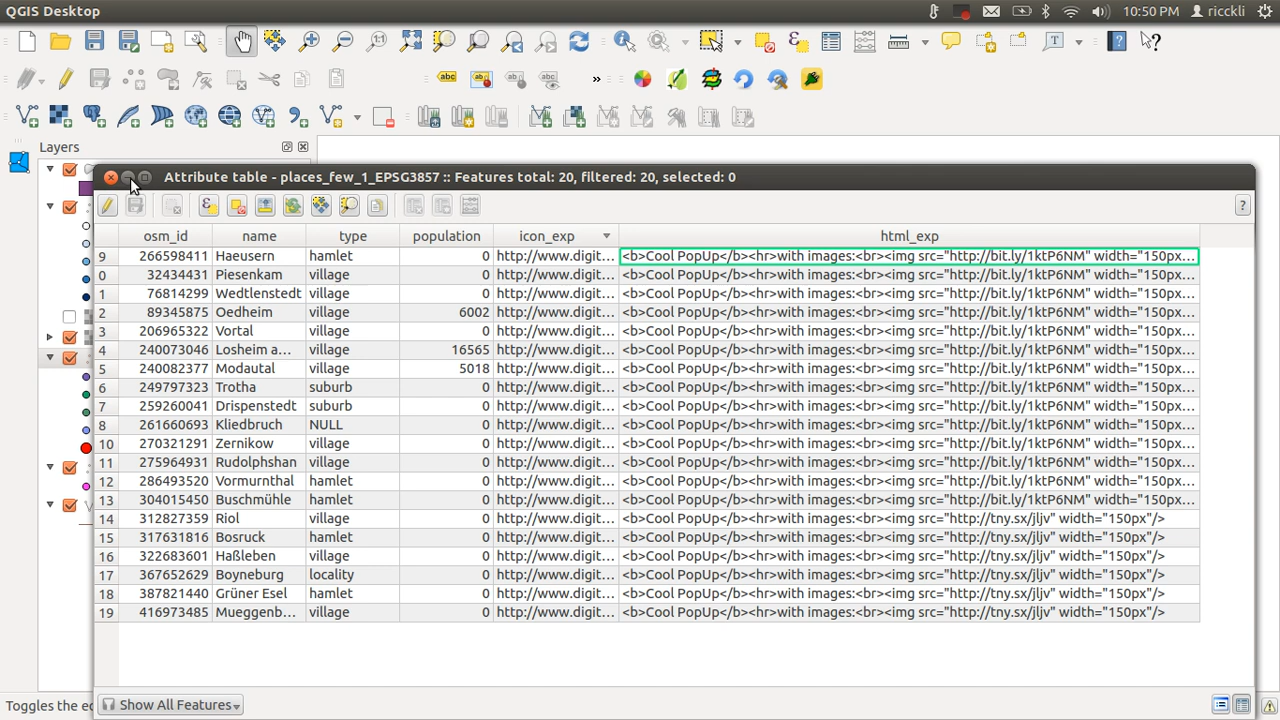 QGIS Desktop
10:50 PM
ricckli
1:1
abc
ab
ab
abc
»
T
?
Layers
Attribute table - places_few_1_EPSG3857 :: Features total: 20, filtered: 20, selected: 0
?
osm_id name type population icon_exp html_exp
9 266598411 Haeusern hamlet 0 http://www.digit... <b>Cool PopUp</b><hr>with images:<br><img src="http://bit.ly/1ktP6NM" width="150px...
0 32434431 Piesenkam village 0 http://www.digit... <b>Cool PopUp</b><hr>with images:<br><img src="http://bit.ly/1ktP6NM" width="150px...
1 76814299 Wedtlenstedt village 0 http://www.digit... <b>Cool PopUp</b><hr>with images:<br><img src="http://bit.ly/1ktP6NM" width="150px...
2 89345875 Oedheim village 6002 http://www.digit... <b>Cool PopUp</b><hr>with images:<br><img src="http://bit.ly/1ktP6NM" width="150px...
3 206965322 Vortal village 0 http://www.digit... <b>Cool PopUp</b><hr>with images:<br><img src="http://bit.ly/1ktP6NM" width="150px...
4 240073046 Losheim a... village 16565 http://www.digit... <b>Cool PopUp</b><hr>with images:<br><img src="http://bit.ly/1ktP6NM" width="150px...
5 240082377 Modautal village 5018 http://www.digit... <b>Cool PopUp</b><hr>with images:<br><img src="http://bit.ly/1ktP6NM" width="150px...
6 249797323 Trotha suburb 0 http://www.digit... <b>Cool PopUp</b><hr>with images:<br><img src="http://bit.ly/1ktP6NM" width="150px...
7 259260041 Drispenstedt suburb 0 http://www.digit... <b>Cool PopUp</b><hr>with images:<br><img src="http://bit.ly/1ktP6NM" width="150px...
8 261660693 Kliedbruch NULL 0 http://www.digit... <b>Cool PopUp</b><hr>with images:<br><img src="http://bit.ly/1ktP6NM" width="150px...
10 270321291 Zernikow village 0 http://www.digit... <b>Cool PopUp</b><hr>with images:<br><img src="http://bit.ly/1ktP6NM" width="150px...
11 275964931 Rudolphshan village 0 http://www.digit... <b>Cool PopUp</b><hr>with images:<br><img src="http://bit.ly/1ktP6NM" width="150px...
12 286493520 Vormurnthal hamlet 0 http://www.digit... <b>Cool PopUp</b><hr>with images:<br><img src="http://bit.ly/1ktP6NM" width="150px...
13 304015450 Buschmühle hamlet 0 http://www.digit... <b>Cool PopUp</b><hr>with images:<br><img src="http://bit.ly/1ktP6NM" width="150px...
14 312827359 Riol village 0 http://www.digit... <b>Cool PopUp</b><hr>with images:<br><img src="http://tny.sx/jljv" width="150px"/>
15 317631816 Bosruck hamlet 0 http://www.digit... <b>Cool PopUp</b><hr>with images:<br><img src="http://tny.sx/jljv" width="150px"/>
16 322683601 Haßleben village 0 http://www.digit... <b>Cool PopUp</b><hr>with images:<br><img src="http://tny.sx/jljv" width="150px"/>
17 367652629 Boyneburg locality 0 http://www.digit... <b>Cool PopUp</b><hr>with images:<br><img src="http://tny.sx/jljv" width="150px"/>
18 387821440 Grüner Esel hamlet 0 http://www.digit... <b>Cool PopUp</b><hr>with images:<br><img src="http://tny.sx/jljv" width="150px"/>
19 416973485 Mueggenb... village 0 http://www.digit... <b>Cool PopUp</b><hr>with images:<br><img src="http://tny.sx/jljv" width="150px"/>
Show All Features
Toggles the e